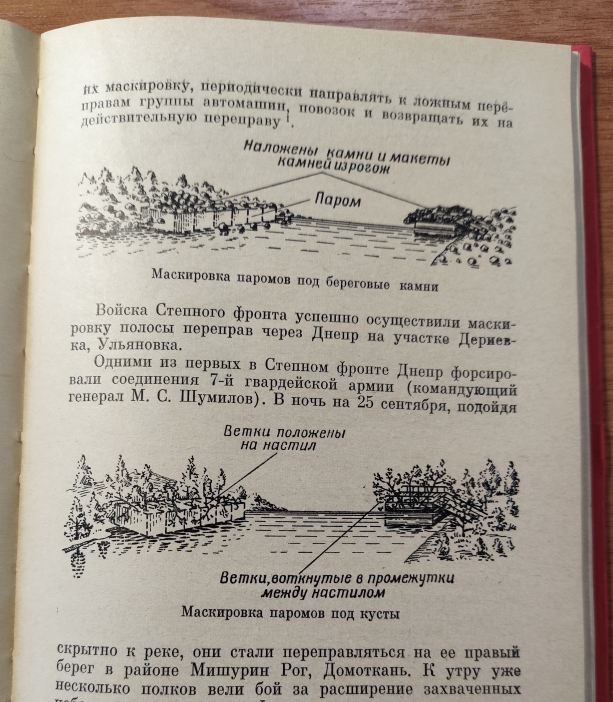 их маскировку, периодически направлять к ложным пере-
правам группы автомашин, повозок и возвращать их на
действительную переправу ¹.
Наложены камни и макеты
камней из рогож
Паром
Маскировка паромов под береговые камни
Войска Степного фронта успешно осуществили маски-
ровку полосы переправ через Днепр на участке Дериев-
ка, Ульяновка.
Одними из первых в Степном фронте Днепр форсиро-
вали соединения 7-й гвардейской армии (командующий
генерал М. С. Шумилов). В ночь на 25 сентября, подойдя
Ветки положены
на настил
Ветки, воткнутые в промежутки
между настилом
Маскировка паромов под кусты
скрытно к реке, они стали переправляться на ее правый
берег в районе Мишурин Рог, Домоткань. К утру уже
несколько полков вели бой за расширение захваченных